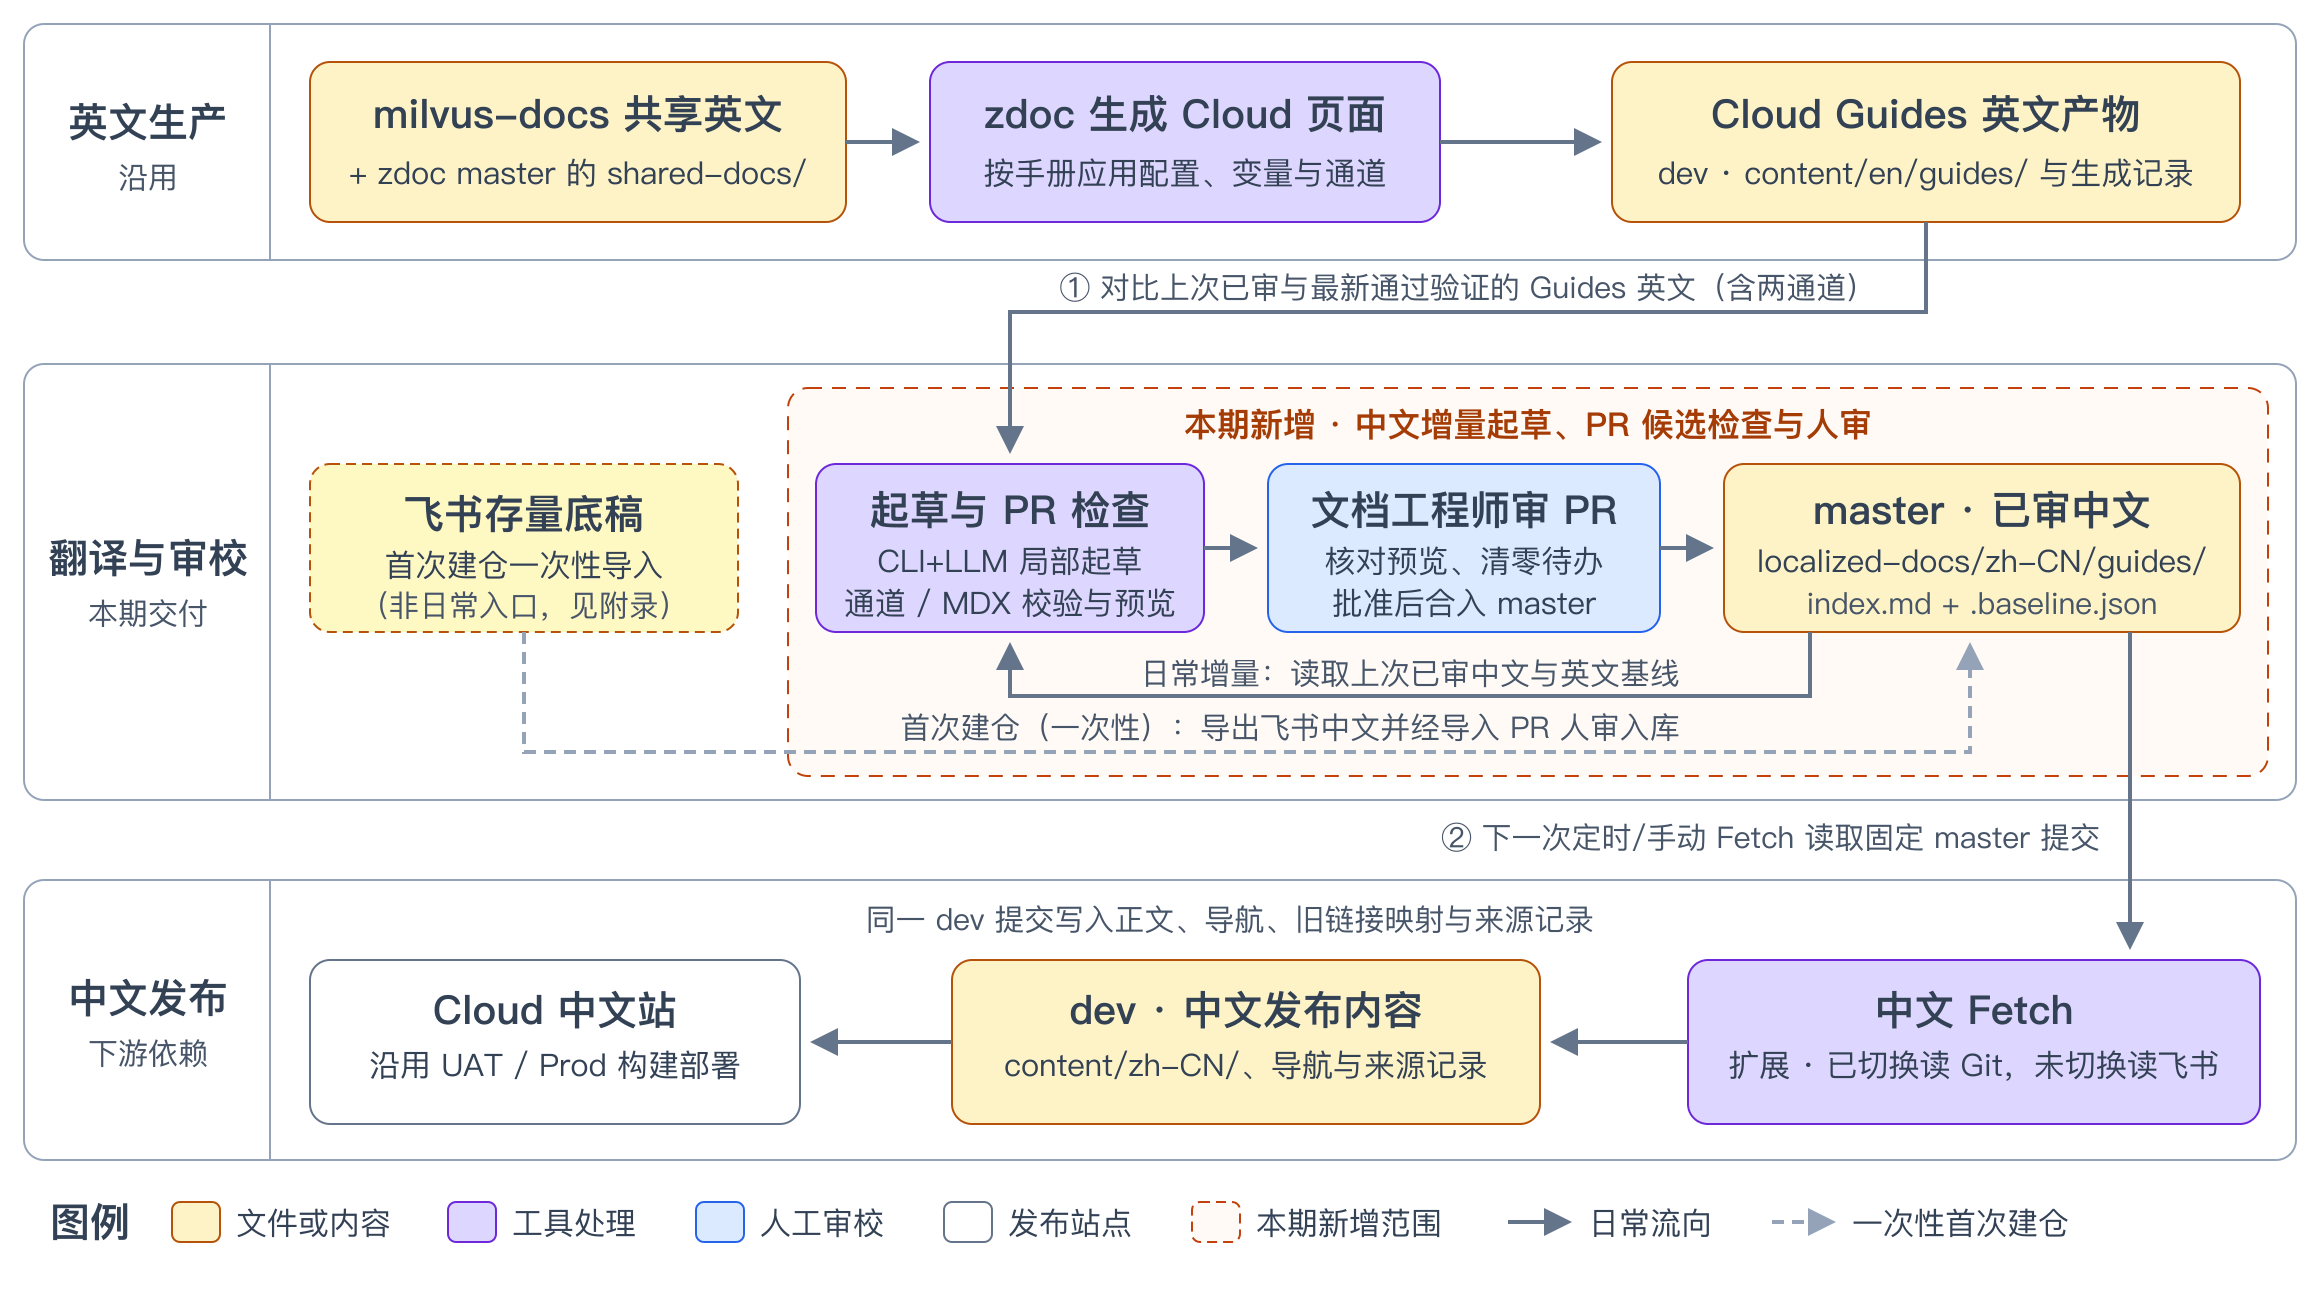 英文生产
沿用
milvus-docs 共享英文
+ zdoc master 的 shared-docs/
zdoc 生成 Cloud 页面
按手册应用配置、变量与通道
Cloud Guides 英文产物
dev · content/en/guides/ 与生成记录
① 对比上次已审与最新通过验证的 Guides 英文（含两通道）
翻译与审校
本期交付
本期新增 · 中文增量起草、PR 候选检查与人审
飞书存量底稿
首次建仓一次性导入
（非日常入口，见附录）
起草与 PR 检查
CLI+LLM 局部起草
通道 / MDX 校验与预览
文档工程师审 PR
核对预览、清零待办
批准后合入 master
master · 已审中文
localized-docs/zh-CN/guides/
index.md + .baseline.json
日常增量：读取上次已审中文与英文基线
首次建仓（一次性）：导出飞书中文并经导入 PR 人审入库
② 下一次定时/手动 Fetch 读取固定 master 提交
中文发布
下游依赖
同一 dev 提交写入正文、导航、旧链接映射与来源记录
Cloud 中文站
沿用 UAT / Prod 构建部署
dev · 中文发布内容
content/zh-CN/、导航与来源记录
中文 Fetch
扩展 · 已切换读 Git，未切换读飞书
图例
文件或内容
工具处理
人工审校
发布站点
本期新增范围
日常流向
一次性首次建仓